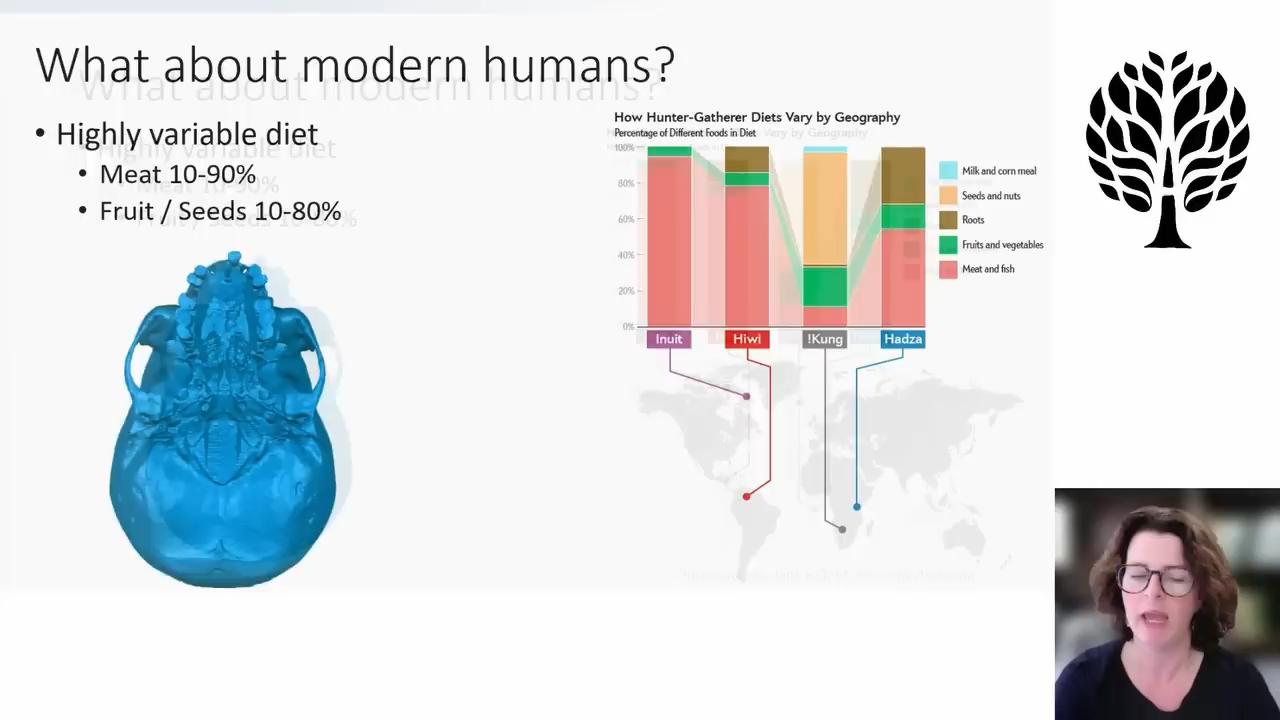 What about modern humans?
• Highly variable diet
• Meat 10-90%
• Fruit / Seeds 10-80%
How Hunter-Gatherer Diets Vary by Geography
Percentage of Different Foods in Diet
100%
80%
60%
40%
20%
0%
Milk and corn meal
Seeds and nuts
Roots
Fruits and vegetables
Meat and fish
Inuit
Hiwi
!Kung
Hadza